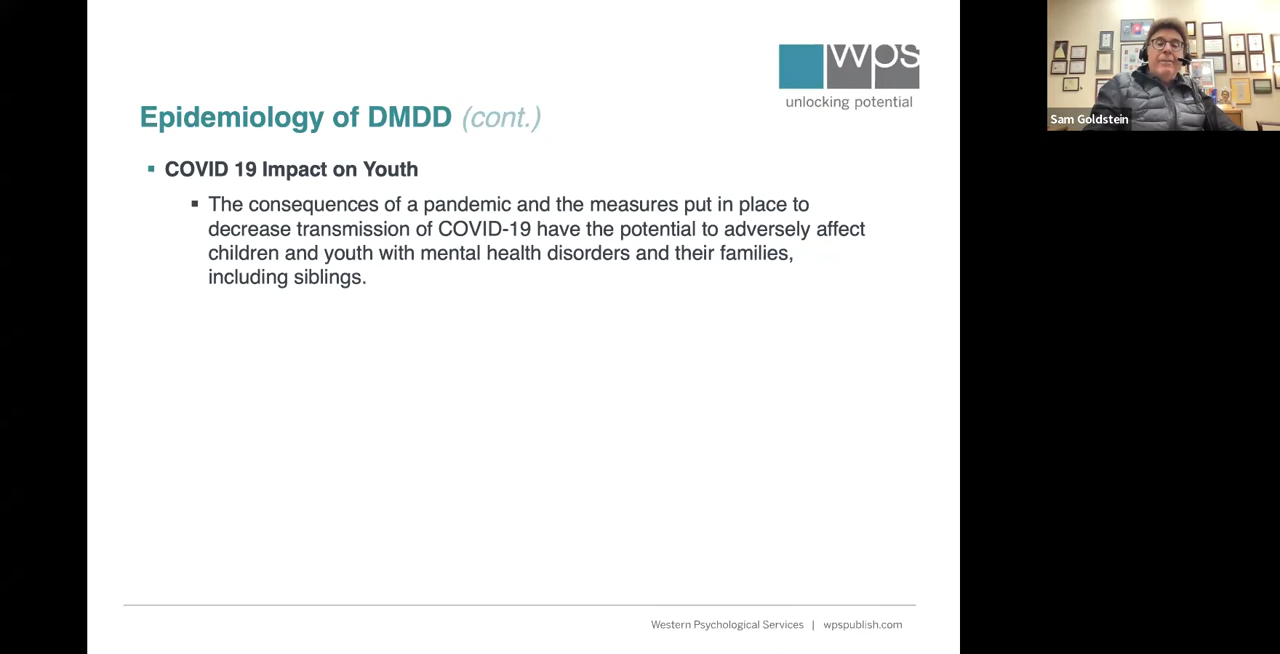 wps
unlocking potential
Sam Goldstein
Epidemiology of DMDD (cont.)
COVID 19 Impact on Youth
The consequences of a pandemic and the measures put in place to
decrease transmission of COVID-19 have the potential to adversely affect
children and youth with mental health disorders and their families,
including siblings.
Western Psychological Services | wpspublish.com